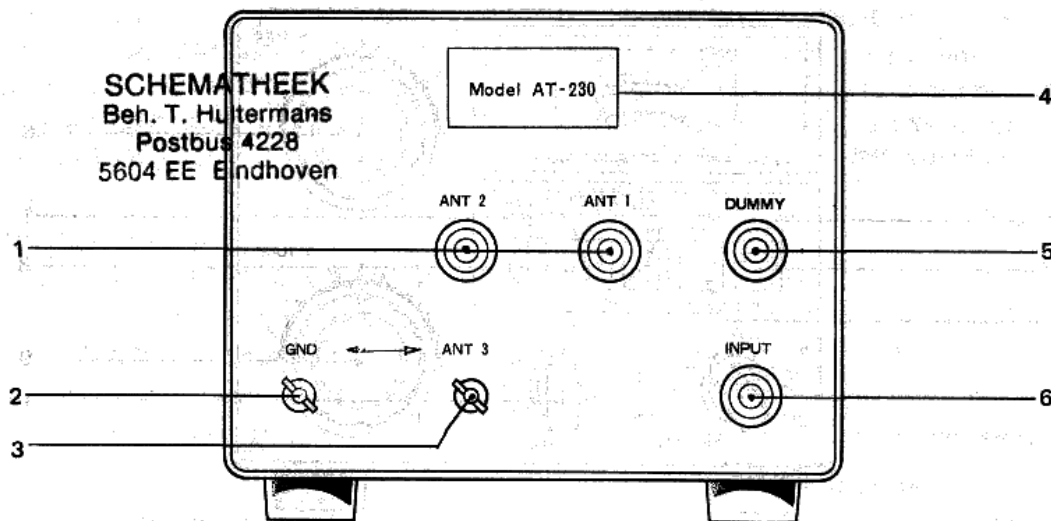 SCHEMATHEEK
Beh. T. Hultermans
Postbus 4228
5604 EE Eindhoven
Model AT-230
4
ANT 2
ANT 1
DUMMY
1
5
GND
ANT 3
INPUT
2
6
3